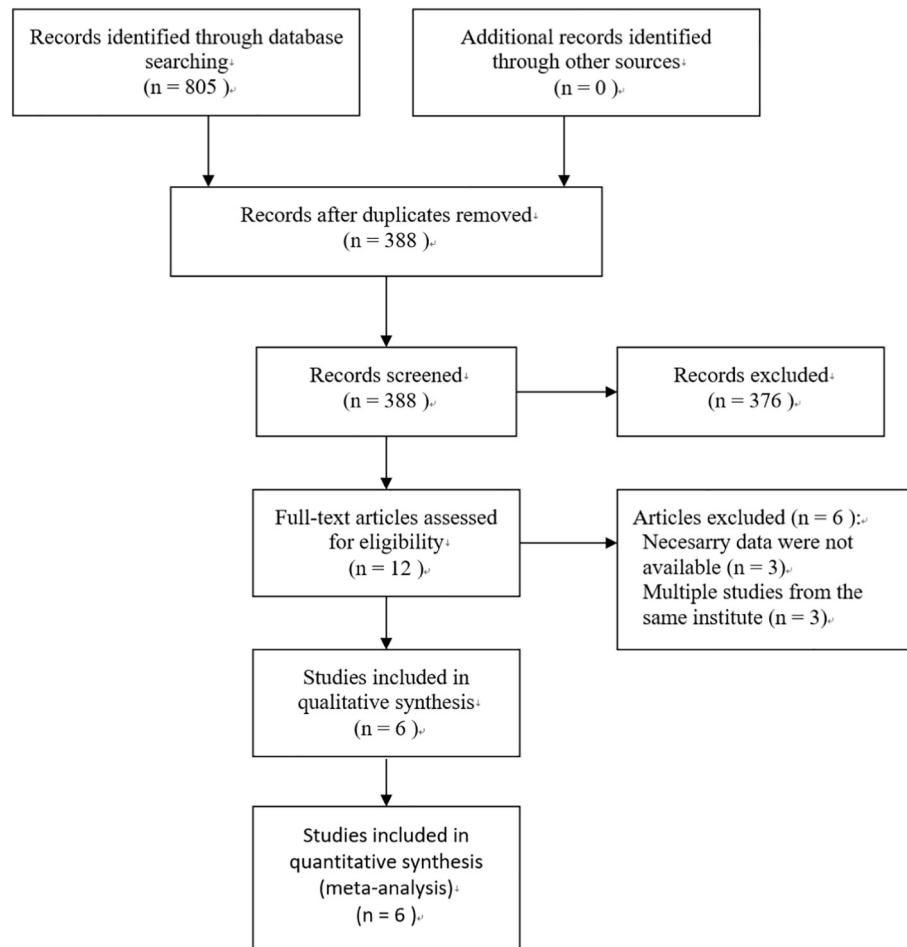 Records identified through database
searching↓
(n = 805 )↵
Additional records identified
through other sources↓
(n = 0 )↵
Records after duplicates removed↓
(n = 388 )↵
Records screened↓
(n = 388 )↵
Records excluded↓
(n = 376 )↵
Full-text articles assessed
for eligibility↓
(n = 12 )↵
Articles excluded (n = 6 ):↵
Necesarry data were not
available (n = 3)↵
Multiple studies from the
same institute (n = 3)↵
Studies included in
qualitative synthesis↓
(n = 6 )↵
Studies included in
quantitative synthesis
(meta-analysis)↓
(n = 6 )↵